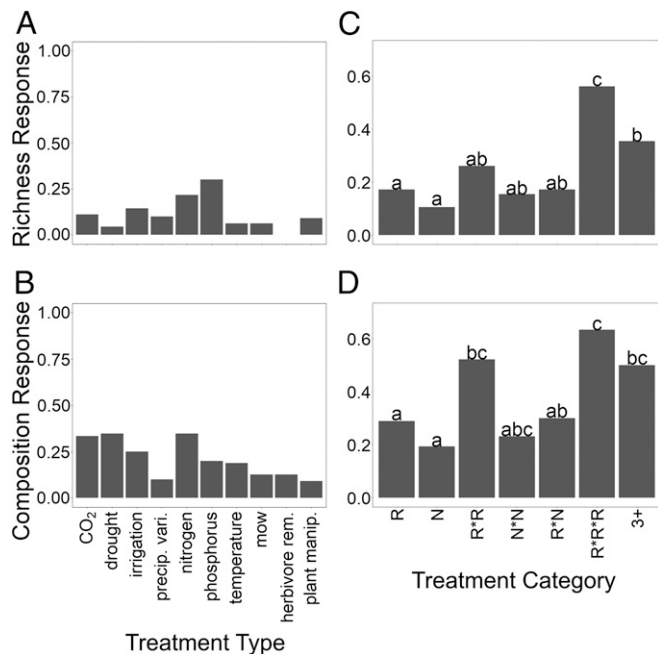 A
Richness Response
1.00
0.75
0.50
0.25
0.00
B
Composition Response
1.00
0.75
0.50
0.25
0.00
CO₂
drought
irrigation
precip. vari.
nitrogen
phosphorus
temperature
mow
herbivore rem.
plant manip.
Treatment Type
C
0.6
0.4
0.2
0.0
a
a
ab
ab
ab
c
b
D
0.6
0.4
0.2
0.0
a
a
bc
abc
ab
c
bc
R
N
R*R
N*N
R*N
R*R*R
3+
Treatment Category